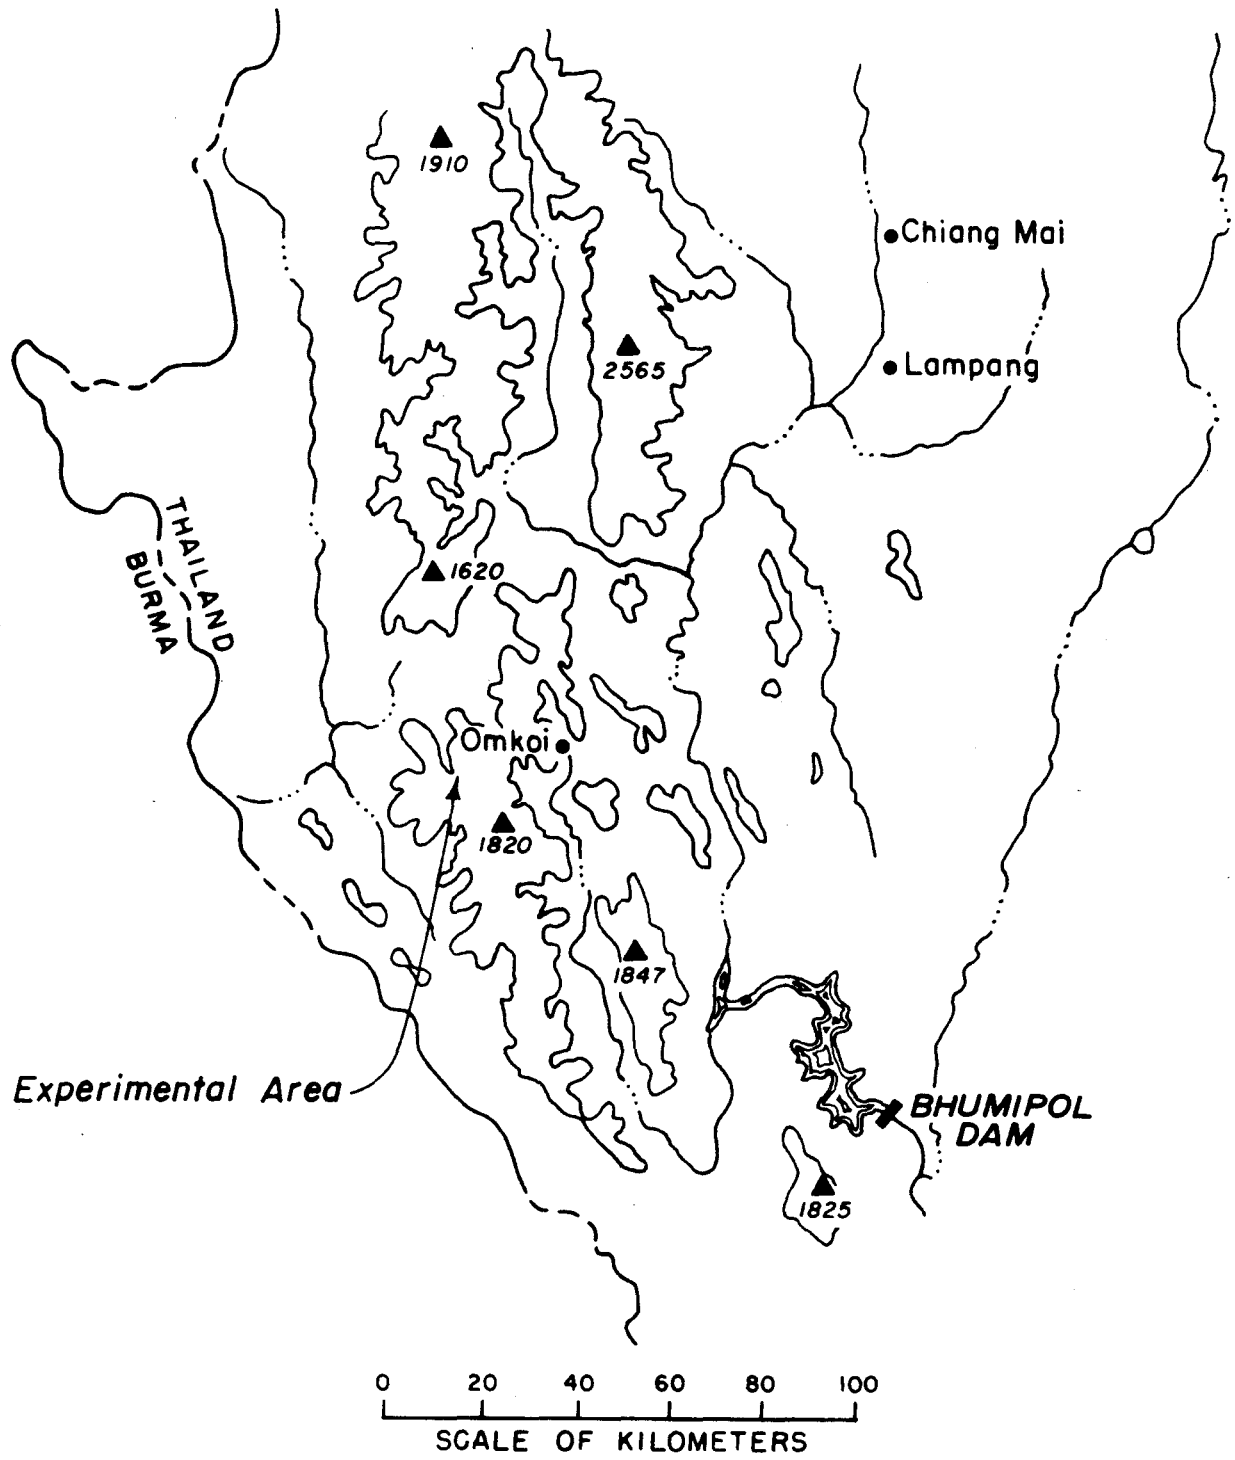 1910
Chiang Mai
2565
Lampang
THAILAND
BURMA
1620
Omkoi
1820
1847
Experimental Area
BHUMIPOL
DAM
1825
0 20 40 60 80 100
SCALE OF KILOMETERS